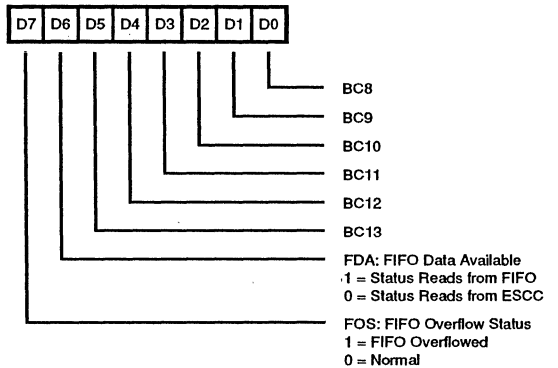 D7 D6 D5 D4 D3 D2 D1 D0
BC8
BC9
BC10
BC11
BC12
BC13
FDA: FIFO Data Available
1 = Status Reads from FIFO
0 = Status Reads from ESCC
FOS: FIFO Overflow Status
1 = FIFO Overflowed
0 = Normal